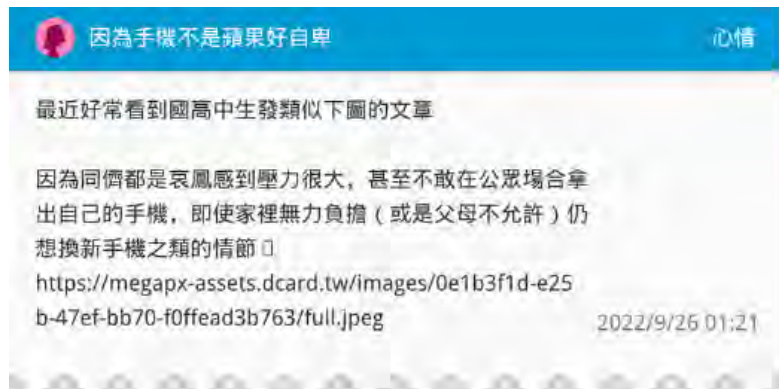 因為手機不是蘋果好自卑
心情
最近好常看到國高中生發類似下圖的文章
因為同儕都是哀鳳感到壓力很大，甚至不敢在公眾場合拿
出自己的手機，即使家裡無力負擔（或是父母不允許）仍
想換新手機之類的情節
https://megapx-assets.dcard.tw/images/0e1b3f1d-e25
b-47ef-bb70-f0ffead3b763/full.jpeg
2022/9/26 01:21